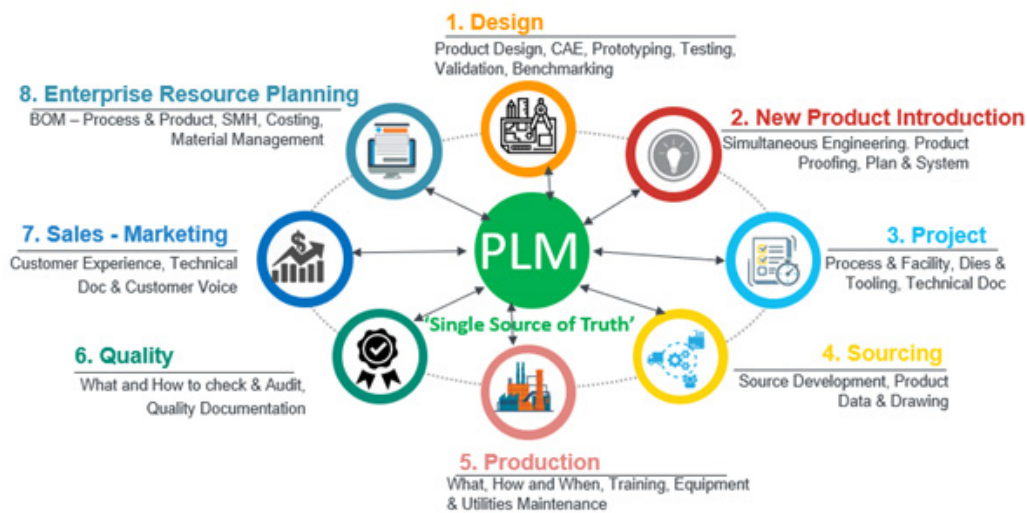 1. Design
Product Design, CAE, Prototyping, Testing,
Validation, Benchmarking
2. New Product Introduction
Simultaneous Engineering. Product
Proofing, Plan & System
3. Project
Process & Facility, Dies &
Tooling, Technical Doc
4. Sourcing
Source Development, Product
Data & Drawing
5. Production
What, How and When, Training, Equipment
& Utilities Maintenance
6. Quality
What and How to check & Audit,
Quality Documentation
7. Sales - Marketing
Customer Experience, Technical
Doc & Customer Voice
8. Enterprise Resource Planning
BOM – Process & Product, SMH, Costing,
Material Management
PLM
'Single Source of Truth'